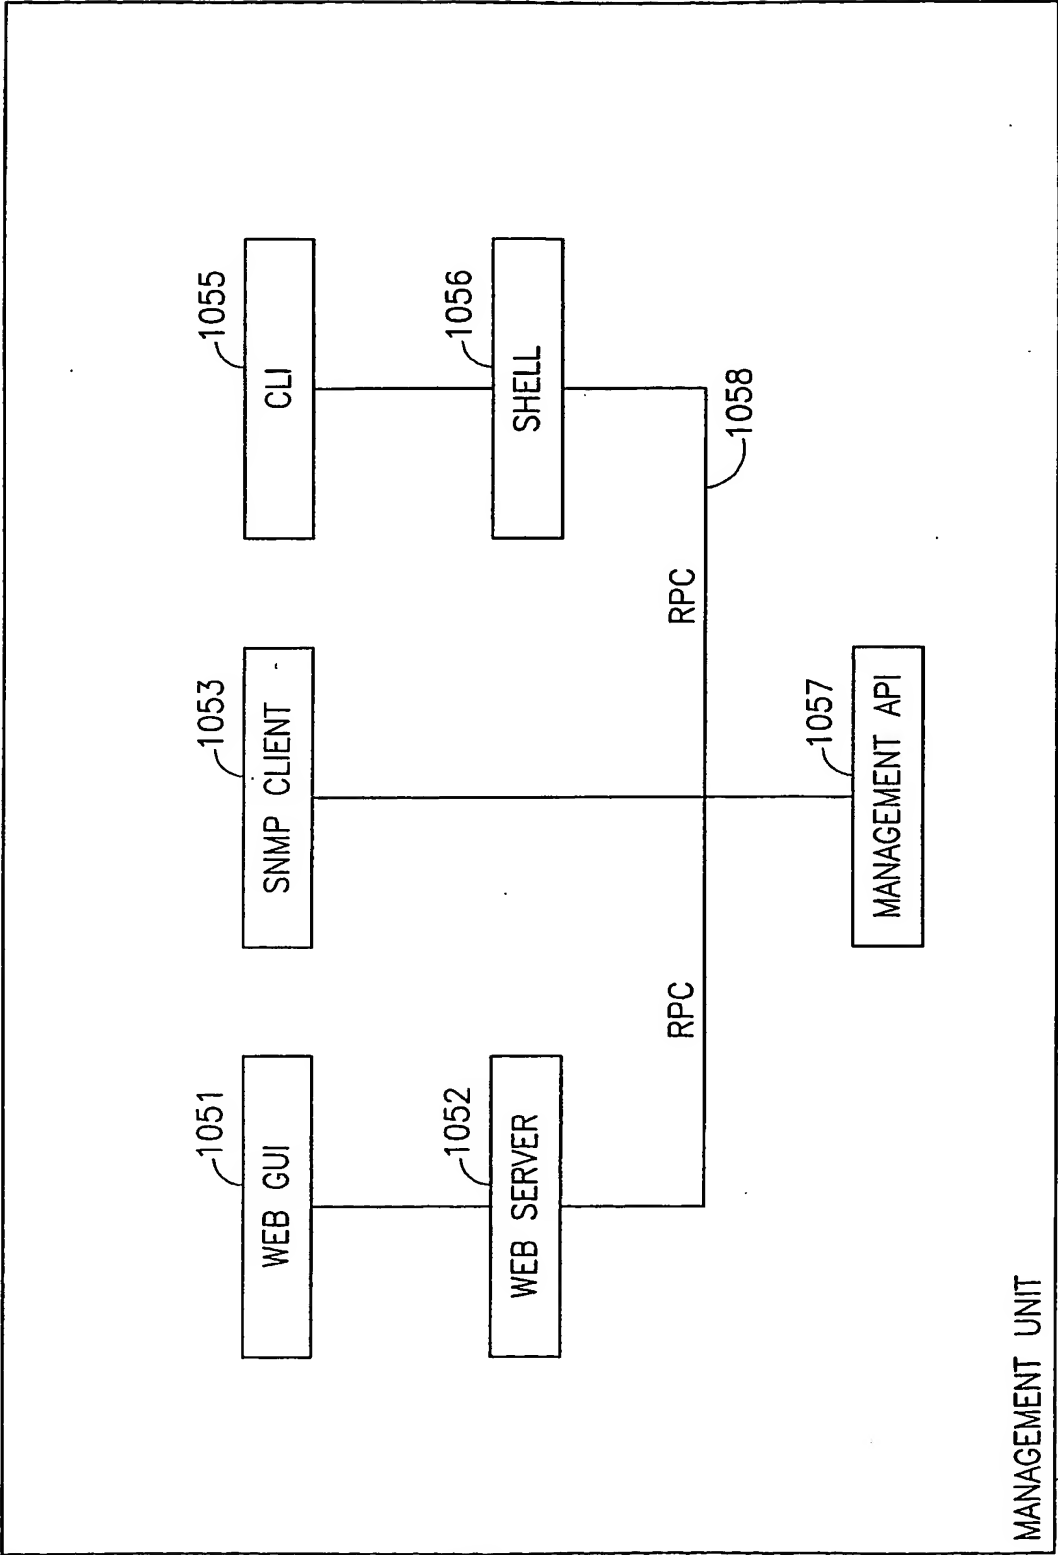 1051
WEB GUI
1053
SNMP CLIENT
1055
CLI
1052
WEB SERVER
1056
SHELL
RPC
RPC
1058
1057
MANAGEMENT API
MANAGEMENT UNIT